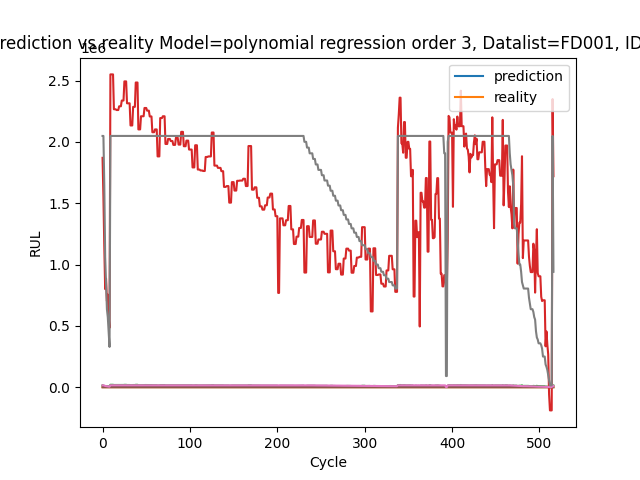 rediction vs reality Model=polynomial regression order 3, Datalist=FD001, ID
1e6
prediction
reality
2.5
2.0
1.5
1.0
0.5
0.0
RUL
0 100 200 300 400 500
Cycle